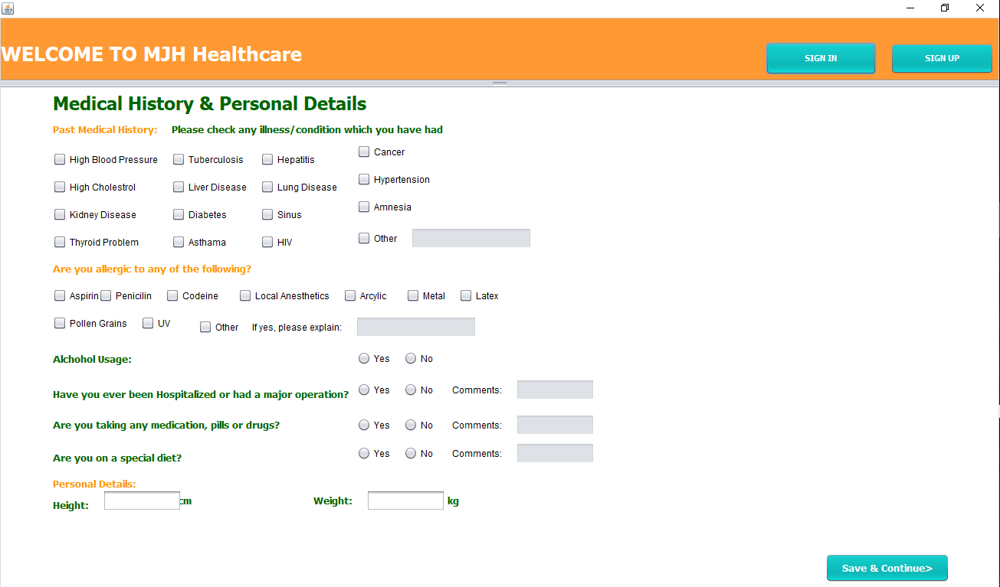 WELCOME TO MJH Healthcare
SIGN IN
SIGN UP
Medical History & Personal Details
Past Medical History: Please check any illness/condition which you have had
High Blood Pressure Tuberculosis Hepatitis Cancer
High Cholestrol Liver Disease Lung Disease Hypertension
Kidney Disease Diabetes Sinus Amnesia
Thyroid Problem Asthama HIV Other
Are you allergic to any of the following?
Aspirin Penicilin Codeine Local Anesthetics Arcylic Metal Latex
Pollen Grains UV Other If yes, please explain:
Alchohol Usage: Yes No
Have you ever been Hospitalized or had a major operation? Yes No Comments:
Are you taking any medication, pills or drugs? Yes No Comments:
Are you on a special diet? Yes No Comments:
Personal Details:
Height: cm Weight: kg
Save & Continue>